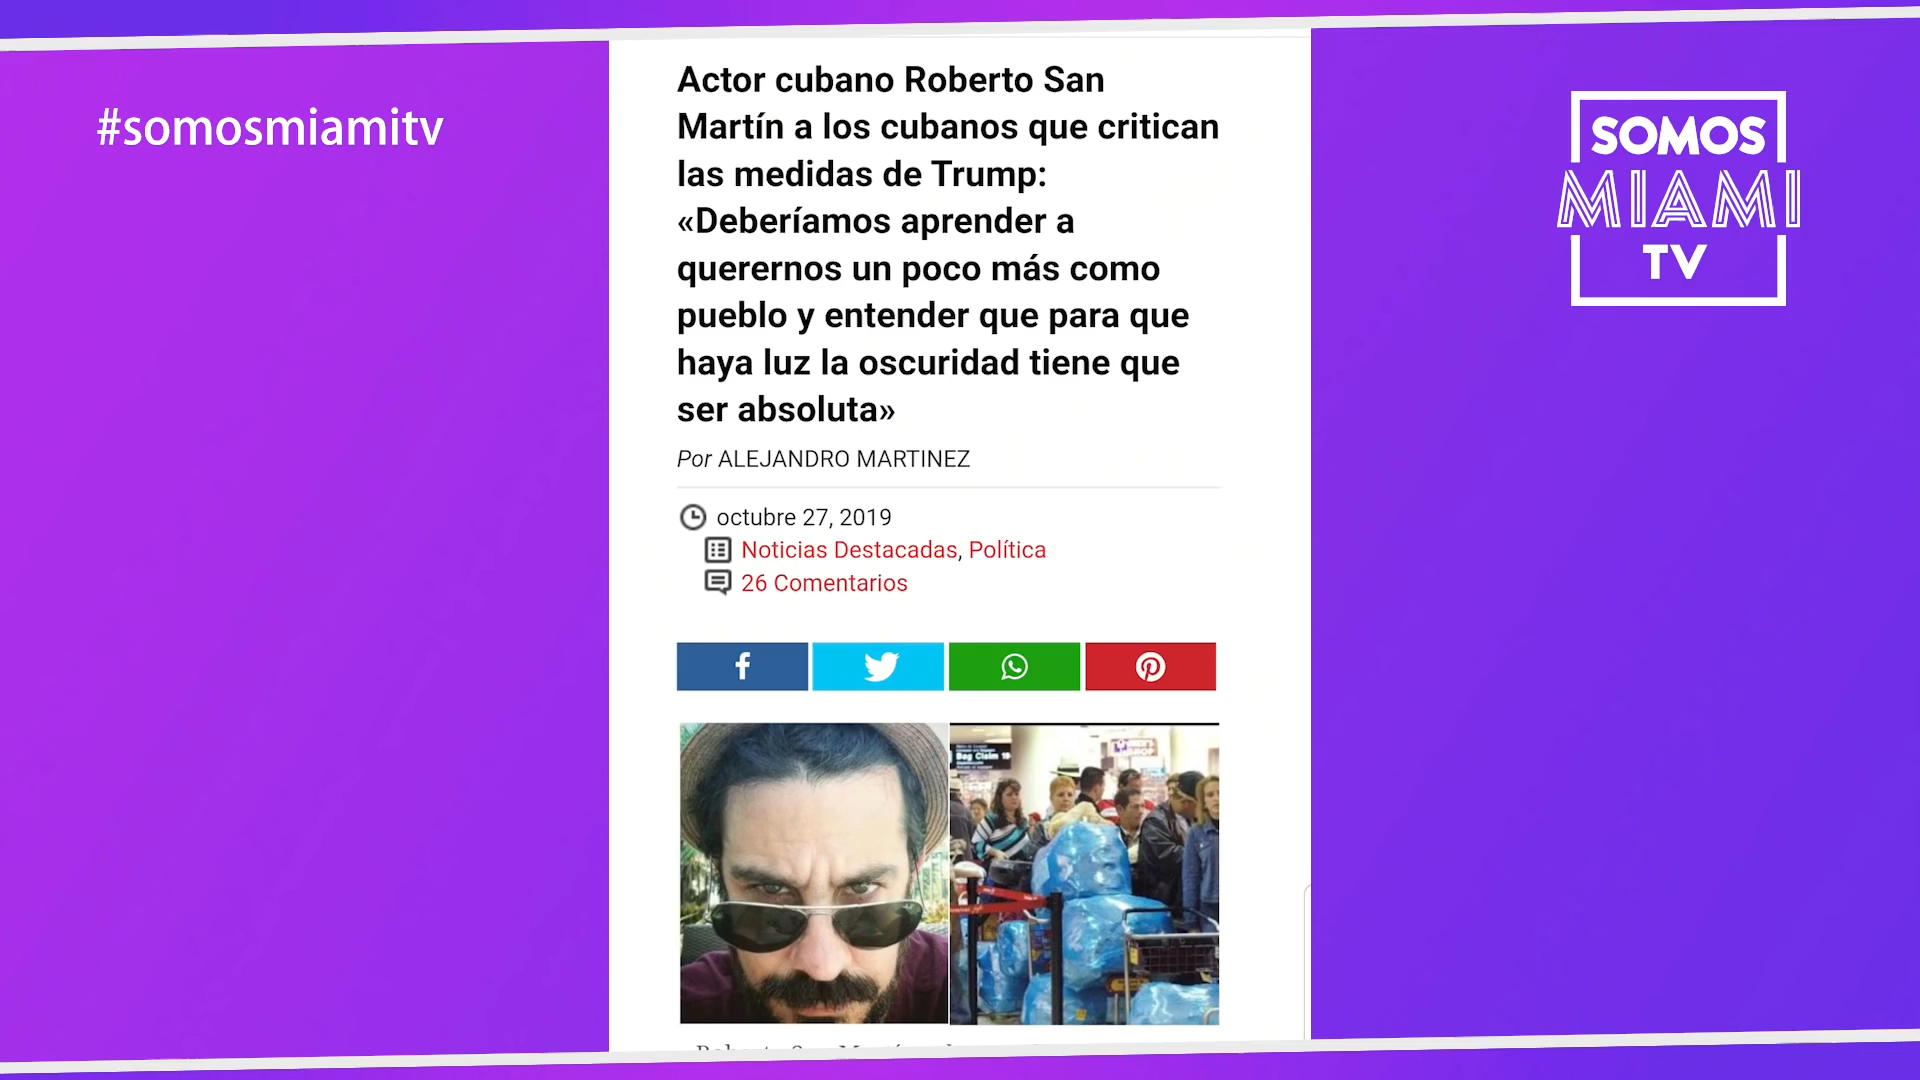 #somosmiamitv
SOMOS
MIAMI
TV
Actor cubano Roberto San
Martín a los cubanos que critican
las medidas de Trump:
«Deberíamos aprender a
querernos un poco más como
pueblo y entender que para que
haya luz la oscuridad tiene que
ser absoluta»
Por ALEJANDRO MARTINEZ
octubre 27, 2019
Noticias Destacadas, Política
26 Comentarios
Bag Claim